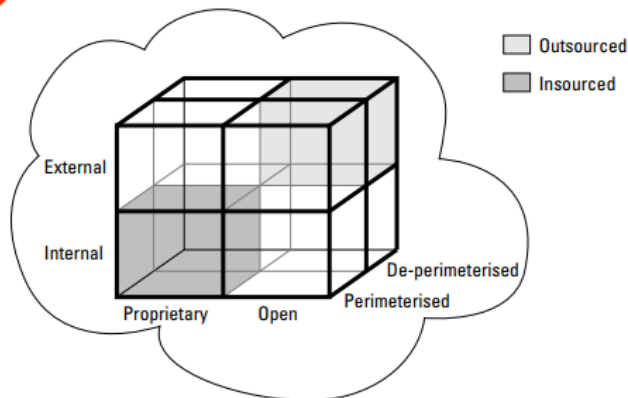 Outsourced
Insourced
External
Internal
De-perimeterised
Perimeterised
Proprietary Open